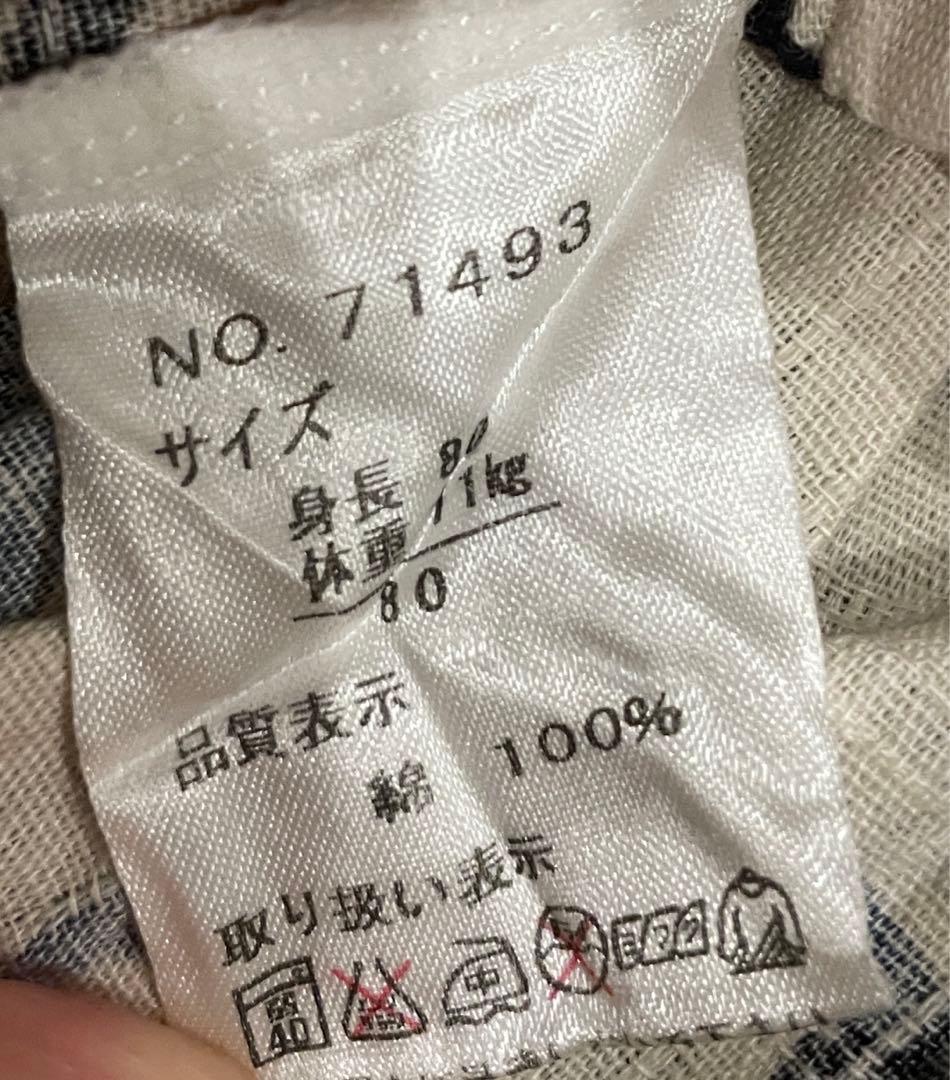 NO. 71493
サイズ
身長 80
体重 11kg
80
品質表示
綿 100%
取り扱い表示
弱
40
中